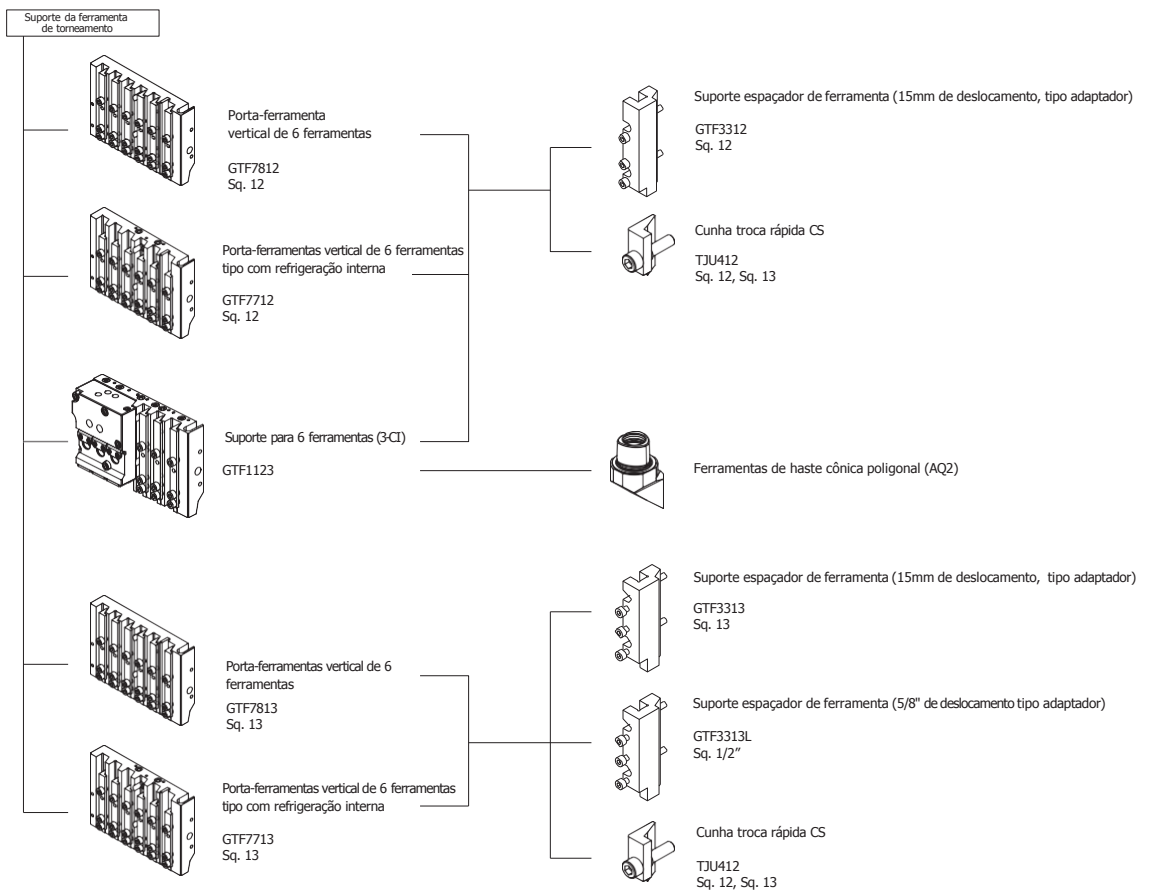 Suporte da ferramenta
de torneamento
Porta-ferramenta
vertical de 6 ferramentas
GTF7812
Sq. 12
Porta-ferramentas vertical de 6 ferramentas
tipo com refrigeração interna
GTF7712
Sq. 12
Suporte para 6 ferramentas (3-CI)
GTF1123
Porta-ferramentas vertical de 6
ferramentas
GTF7813
Sq. 13
Porta-ferramentas vertical de 6 ferramentas
tipo com refrigeração interna
GTF7713
Sq. 13
Suporte espaçador de ferramenta (15mm de deslocamento, tipo adaptador)
GTF3312
Sq. 12
Cunha troca rápida CS
TJU412
Sq. 12, Sq. 13
Ferramentas de haste cônica poligonal (AQ2)
Suporte espaçador de ferramenta (15mm de deslocamento, tipo adaptador)
GTF3313
Sq. 13
Suporte espaçador de ferramenta (5/8" de deslocamento tipo adaptador)
GTF3313L
Sq. 1/2”
Cunha troca rápida CS
TJU412
Sq. 12, Sq. 13